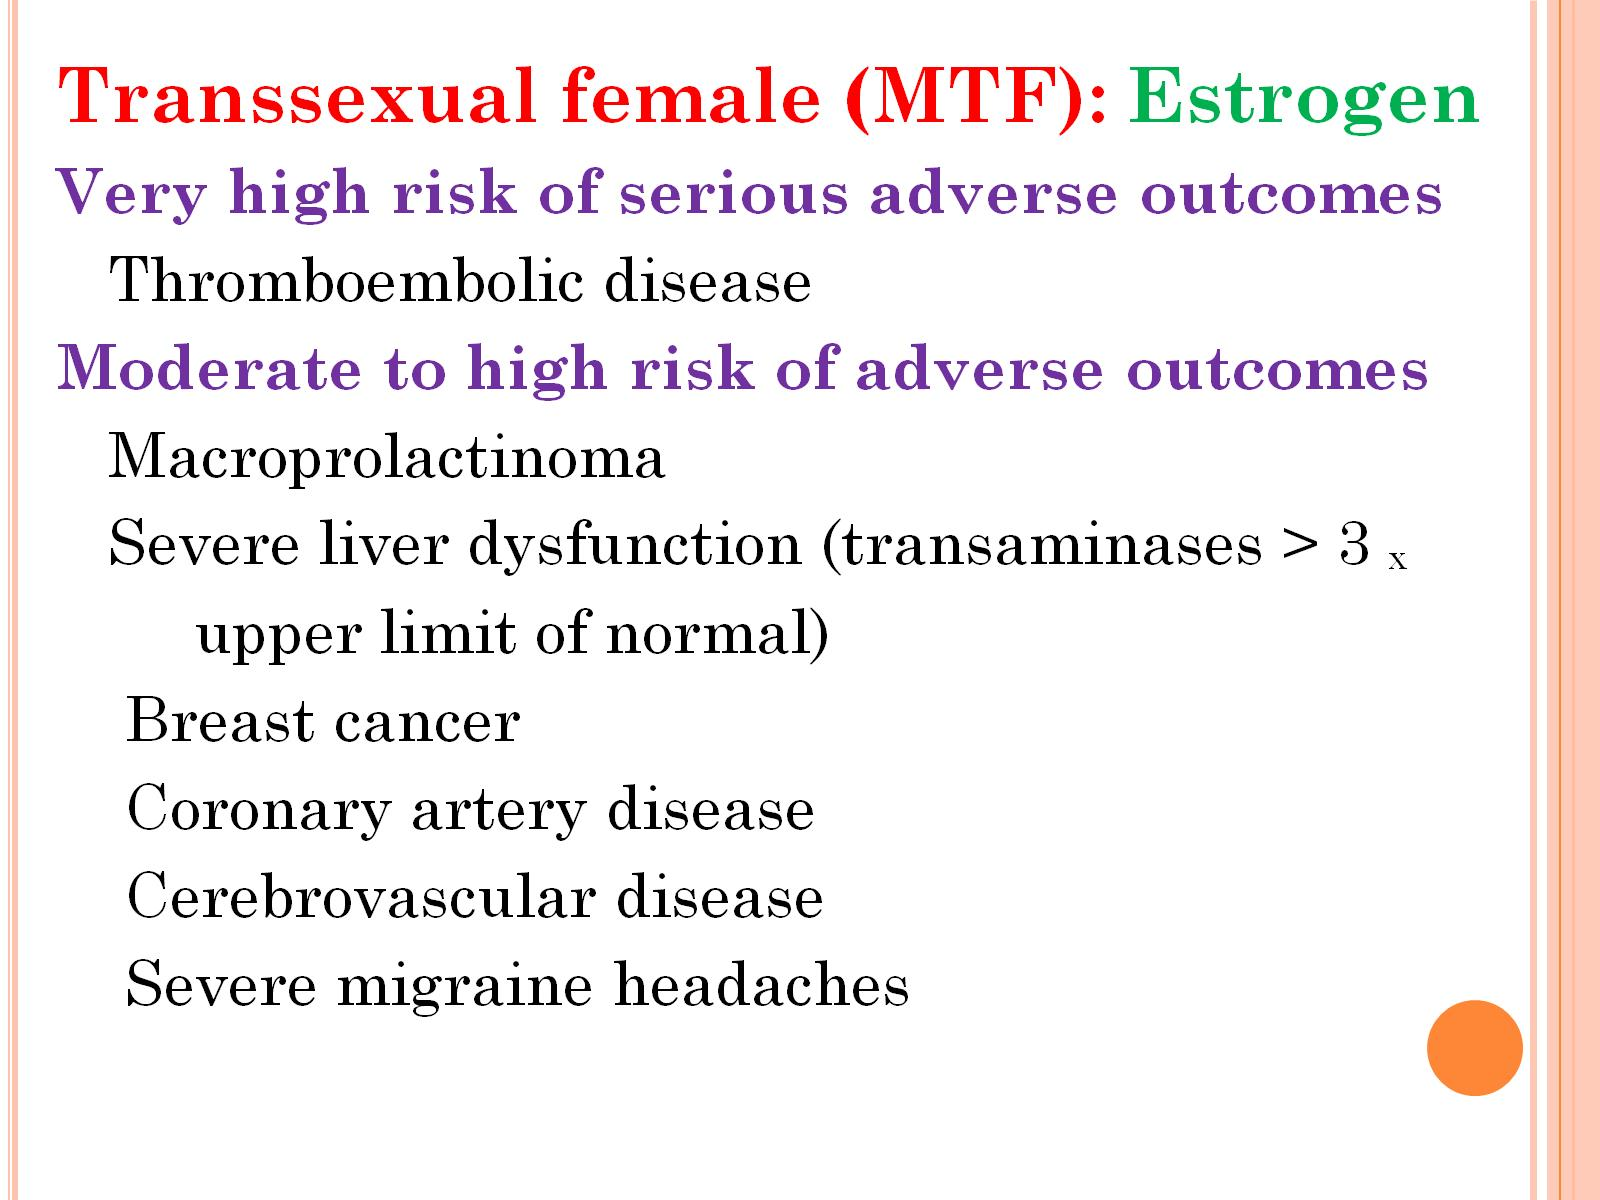 Transsexual female (MTF): Estrogen
Very high risk of serious adverse outcomes
Thromboembolic disease
Moderate to high risk of adverse outcomes
Macroprolactinoma
Severe liver dysfunction (transaminases > 3 x
upper limit of normal)
Breast cancer
Coronary artery disease
Cerebrovascular disease
Severe migraine headaches